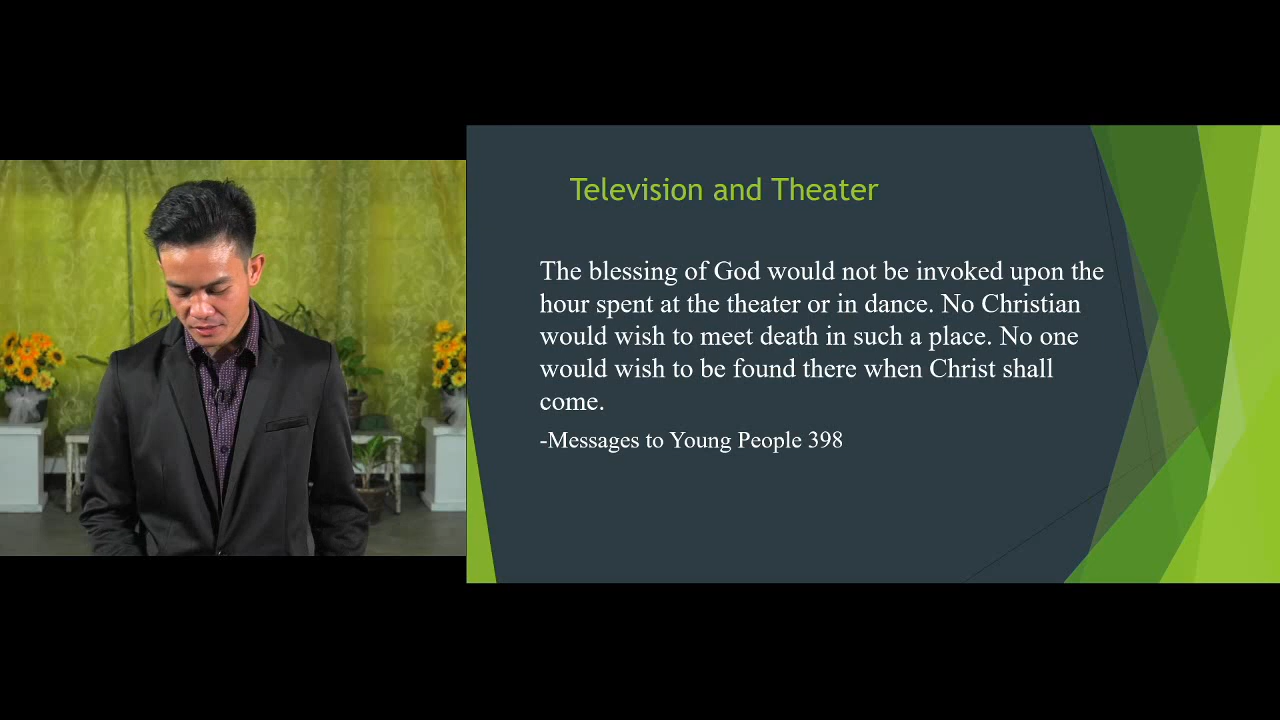 Television and Theater
The blessing of God would not be invoked upon the
hour spent at the theater or in dance. No Christian
would wish to meet death in such a place. No one
would wish to be found there when Christ shall
come.
-Messages to Young People 398